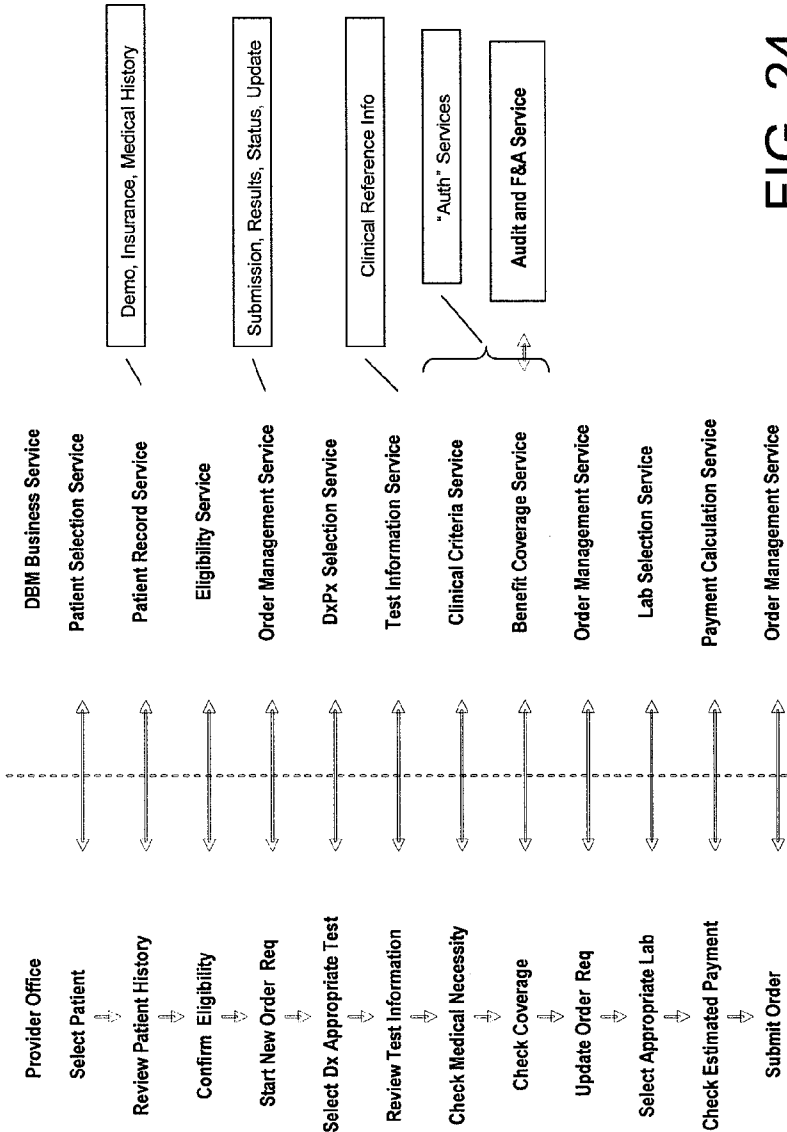 Provider Office
DBM Business Service
Select Patient
Patient Selection Service
Review Patient History
Patient Record Service
Demo, Insurance, Medical History
Confirm Eligibility
Eligibility Service
Start New Order Req
Order Management Service
Submission, Results, Status, Update
Select Dx Appropriate Test
DxPx Selection Service
Review Test Information
Test Information Service
Clinical Reference Info
Check Medical Necessity
Clinical Criteria Service
"Auth" Services
Check Coverage
Benefit Coverage Service
Audit and F&A Service
Update Order Req
Order Management Service
Select Appropriate Lab
Lab Selection Service
Check Estimated Payment
Payment Calculation Service
Submit Order
Order Management Service
FIG. 24